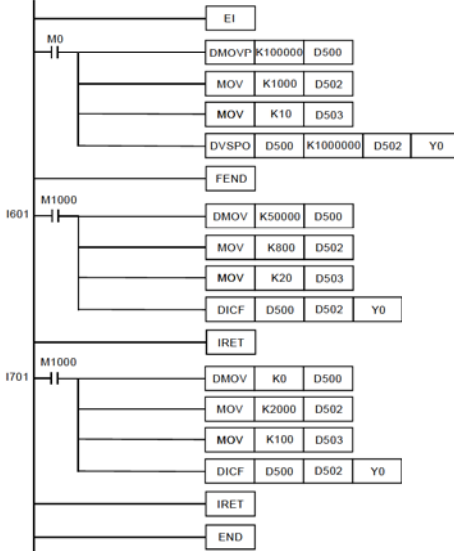 EI
M0
DMOVP K100000 D500
MOV K1000 D502
MOV K10 D503
DVSPO D500 K1000000 D502 Y0
FEND
I601 M1000
DMOV K50000 D500
MOV K800 D502
MOV K20 D503
DICF D500 D502 Y0
IRET
I701 M1000
DMOV K0 D500
MOV K2000 D502
MOV K100 D503
DICF D500 D502 Y0
IRET
END